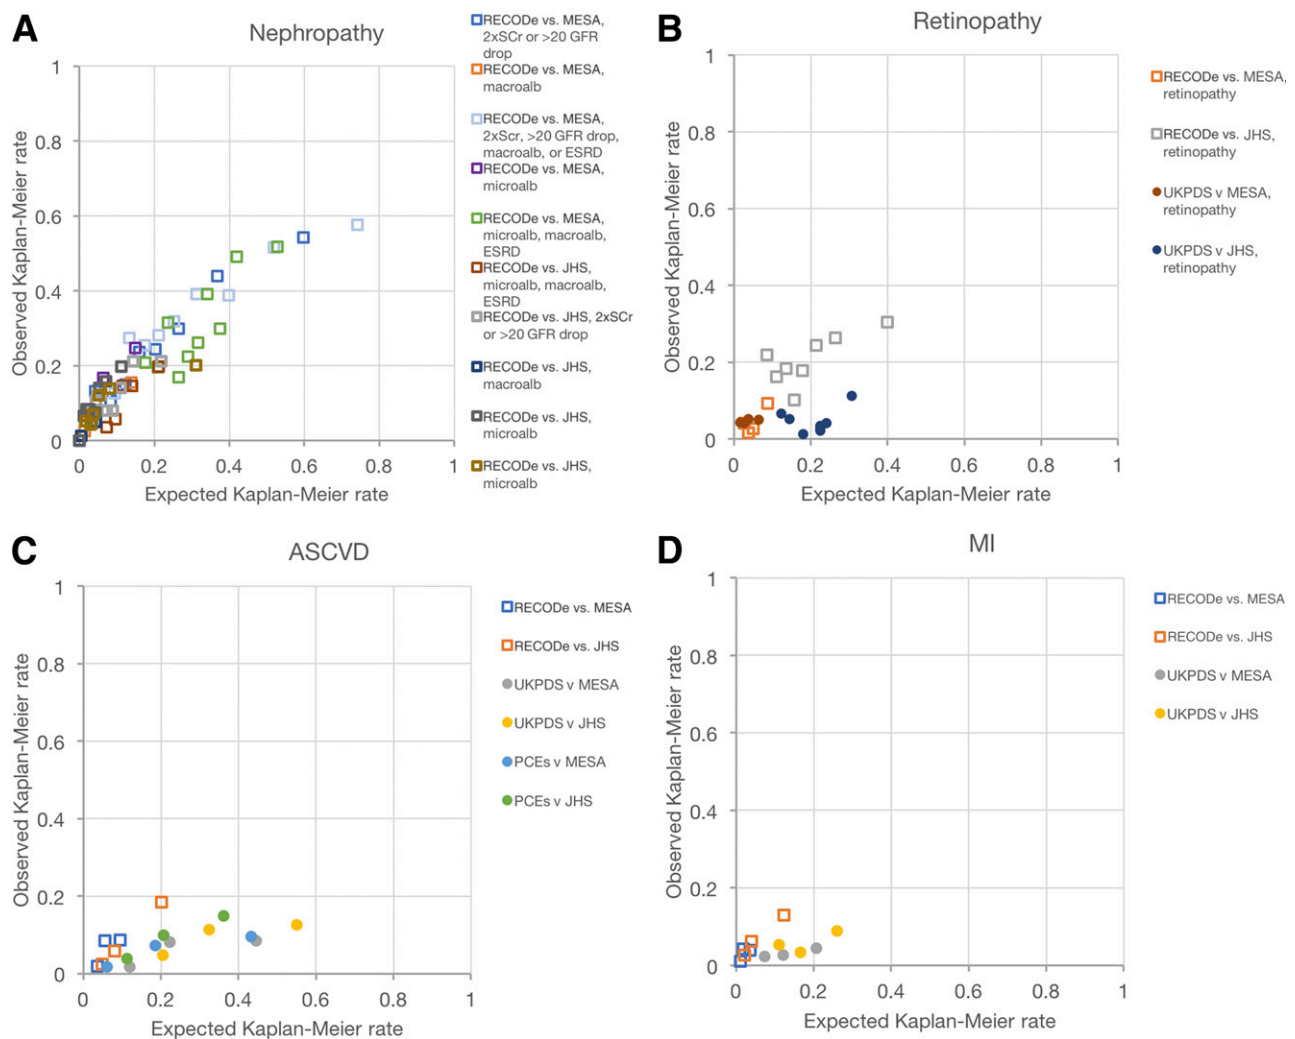 A
Nephropathy
1
0.8
0.6
0.4
0.2
0
0
0.2
0.4
0.6
0.8
1
Observed Kaplan-Meier rate
Expected Kaplan-Meier rate
RECODe vs. MESA,
2xSCr or >20 GFR
drop
RECODe vs. MESA,
macroalb
RECODe vs. MESA,
2xScr, >20 GFR drop,
macroalb, or ESRD
RECODe vs. MESA,
microalb
RECODe vs. MESA,
microalb, macroalb,
ESRD
RECODe vs. JHS,
microalb, macroalb,
ESRD
RECODe vs. JHS, 2xSCr
or >20 GFR drop
RECODe vs. JHS,
macroalb
RECODe vs. JHS,
microalb
RECODe vs. JHS,
microalb
B
Retinopathy
1
0.8
0.6
0.4
0.2
0
0
0.2
0.4
0.6
0.8
1
Observed Kaplan-Meier rate
Expected Kaplan-Meier rate
RECODe vs. MESA,
retinopathy
RECODe vs. JHS,
retinopathy
UKPDS v MESA,
retinopathy
UKPDS v JHS,
retinopathy
C
ASCVD
1
0.8
0.6
0.4
0.2
0
0
0.2
0.4
0.6
0.8
1
Observed Kaplan-Meier rate
Expected Kaplan-Meier rate
RECODe vs. MESA
RECODe vs. JHS
UKPDS v MESA
UKPDS v JHS
PCEs v MESA
PCEs v JHS
D
MI
1
0.8
0.6
0.4
0.2
0
0
0.2
0.4
0.6
0.8
1
Observed Kaplan-Meier rate
Expected Kaplan-Meier rate
RECODe vs. MESA
RECODe vs. JHS
UKPDS v MESA
UKPDS v JHS